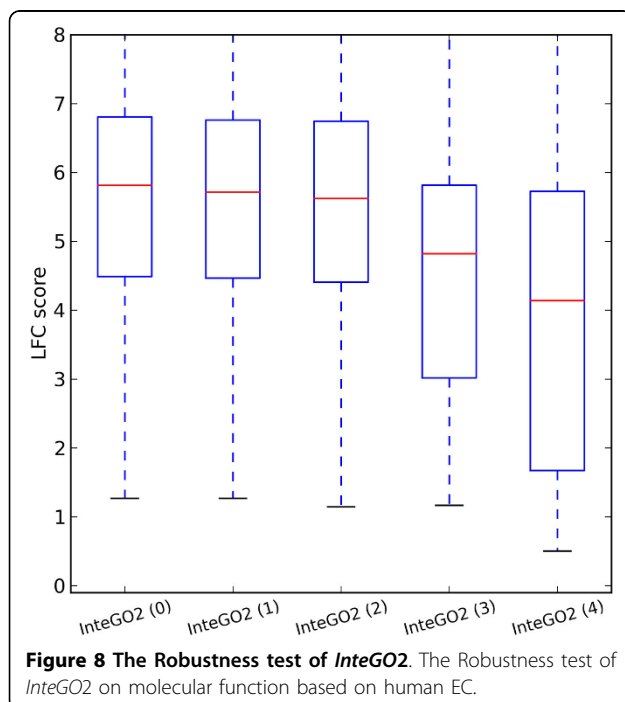 8
7
6
5
4
3
2
1
0
LFC score
InteGO2 (0)
InteGO2 (1)
InteGO2 (2)
InteGO2 (3)
InteGO2 (4)
Figure 8 The Robustness test of InteGO2. The Robustness test of
InteGO2 on molecular function based on human EC.